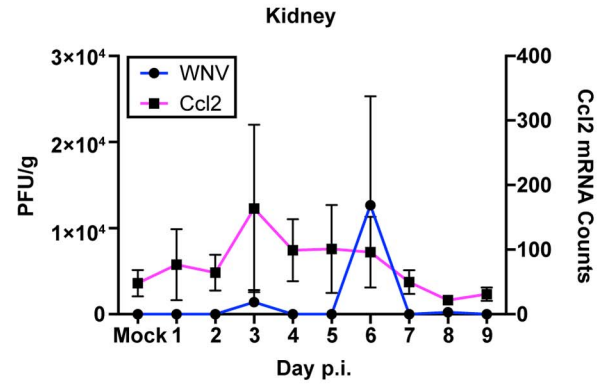 Kidney
3×10⁴
2×10⁴
1×10⁴
0
PFU/g
WNV
Ccl2
400
300
200
100
0
Ccl2 mRNA Counts
Mock 1 2 3 4 5 6 7 8 9
Day p.i.